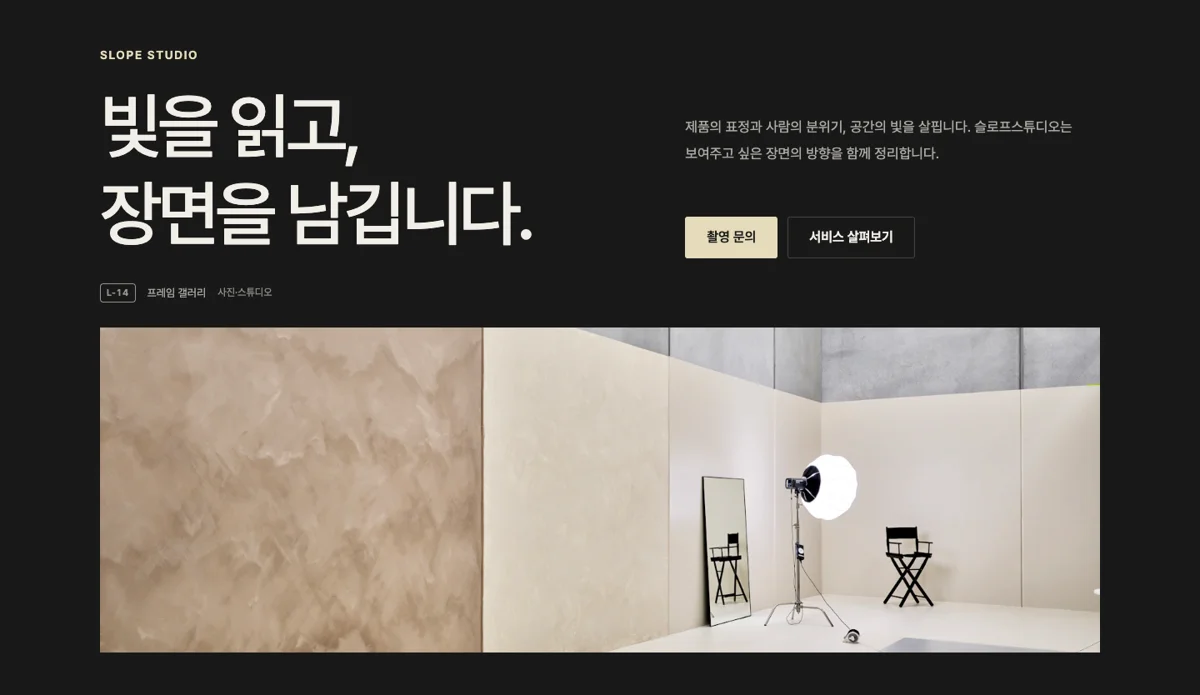 SLOPE STUDIO
빛을 읽고,
장면을 남깁니다.
제품의 표정과 사람의 분위기, 공간의 빛을 살핍니다. 슬로프스튜디오는
보여주고 싶은 장면의 방향을 함께 정리합니다.
촬영 문의
서비스 살펴보기
L-14 프레임 갤러리 사진·스튜디오